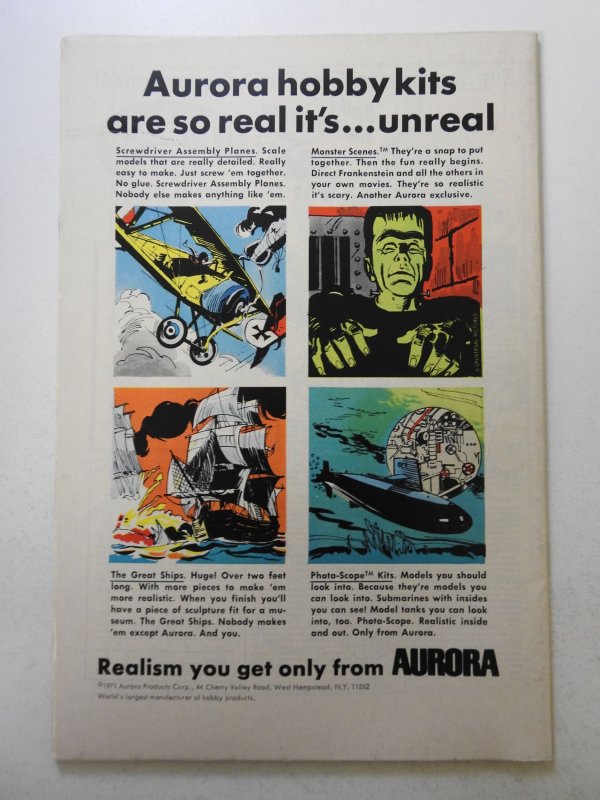 Aurora hobby kits
are so real it's...unreal
Screwdriver Assembly Planes. Scale
models that are really detailed. Really
easy to make. Just screw 'em together.
No glue. Screwdriver Assembly Planes.
Nobody else makes anything like 'em.
Monster Scenes.™ They're a snap to put
together. Then the fun really begins.
Direct Frankenstein and all the others in
your own movies. They're so realistic
it's scary. Another Aurora exclusive.
The Great Ships. Huge! Over two feet
long. With more pieces to make 'em
more realistic. When you finish you'll
have a piece of sculpture fit for a mu-
seum. The Great Ships. Nobody makes
'em except Aurora. And you.
Phota-Scope™ Kits. Models you should
look into. Because they're models you
can look into. Submarines with insides
you can see! Model tanks you can look
into, too. Phota-Scope. Realistic inside
and out. Only from Aurora.
Realism you get only from AURORA
©1971 Aurora Products Corp., 44 Cherry Valley Road, West Hempstead, N.Y. 11552
World's largest manufacturer of hobby products.